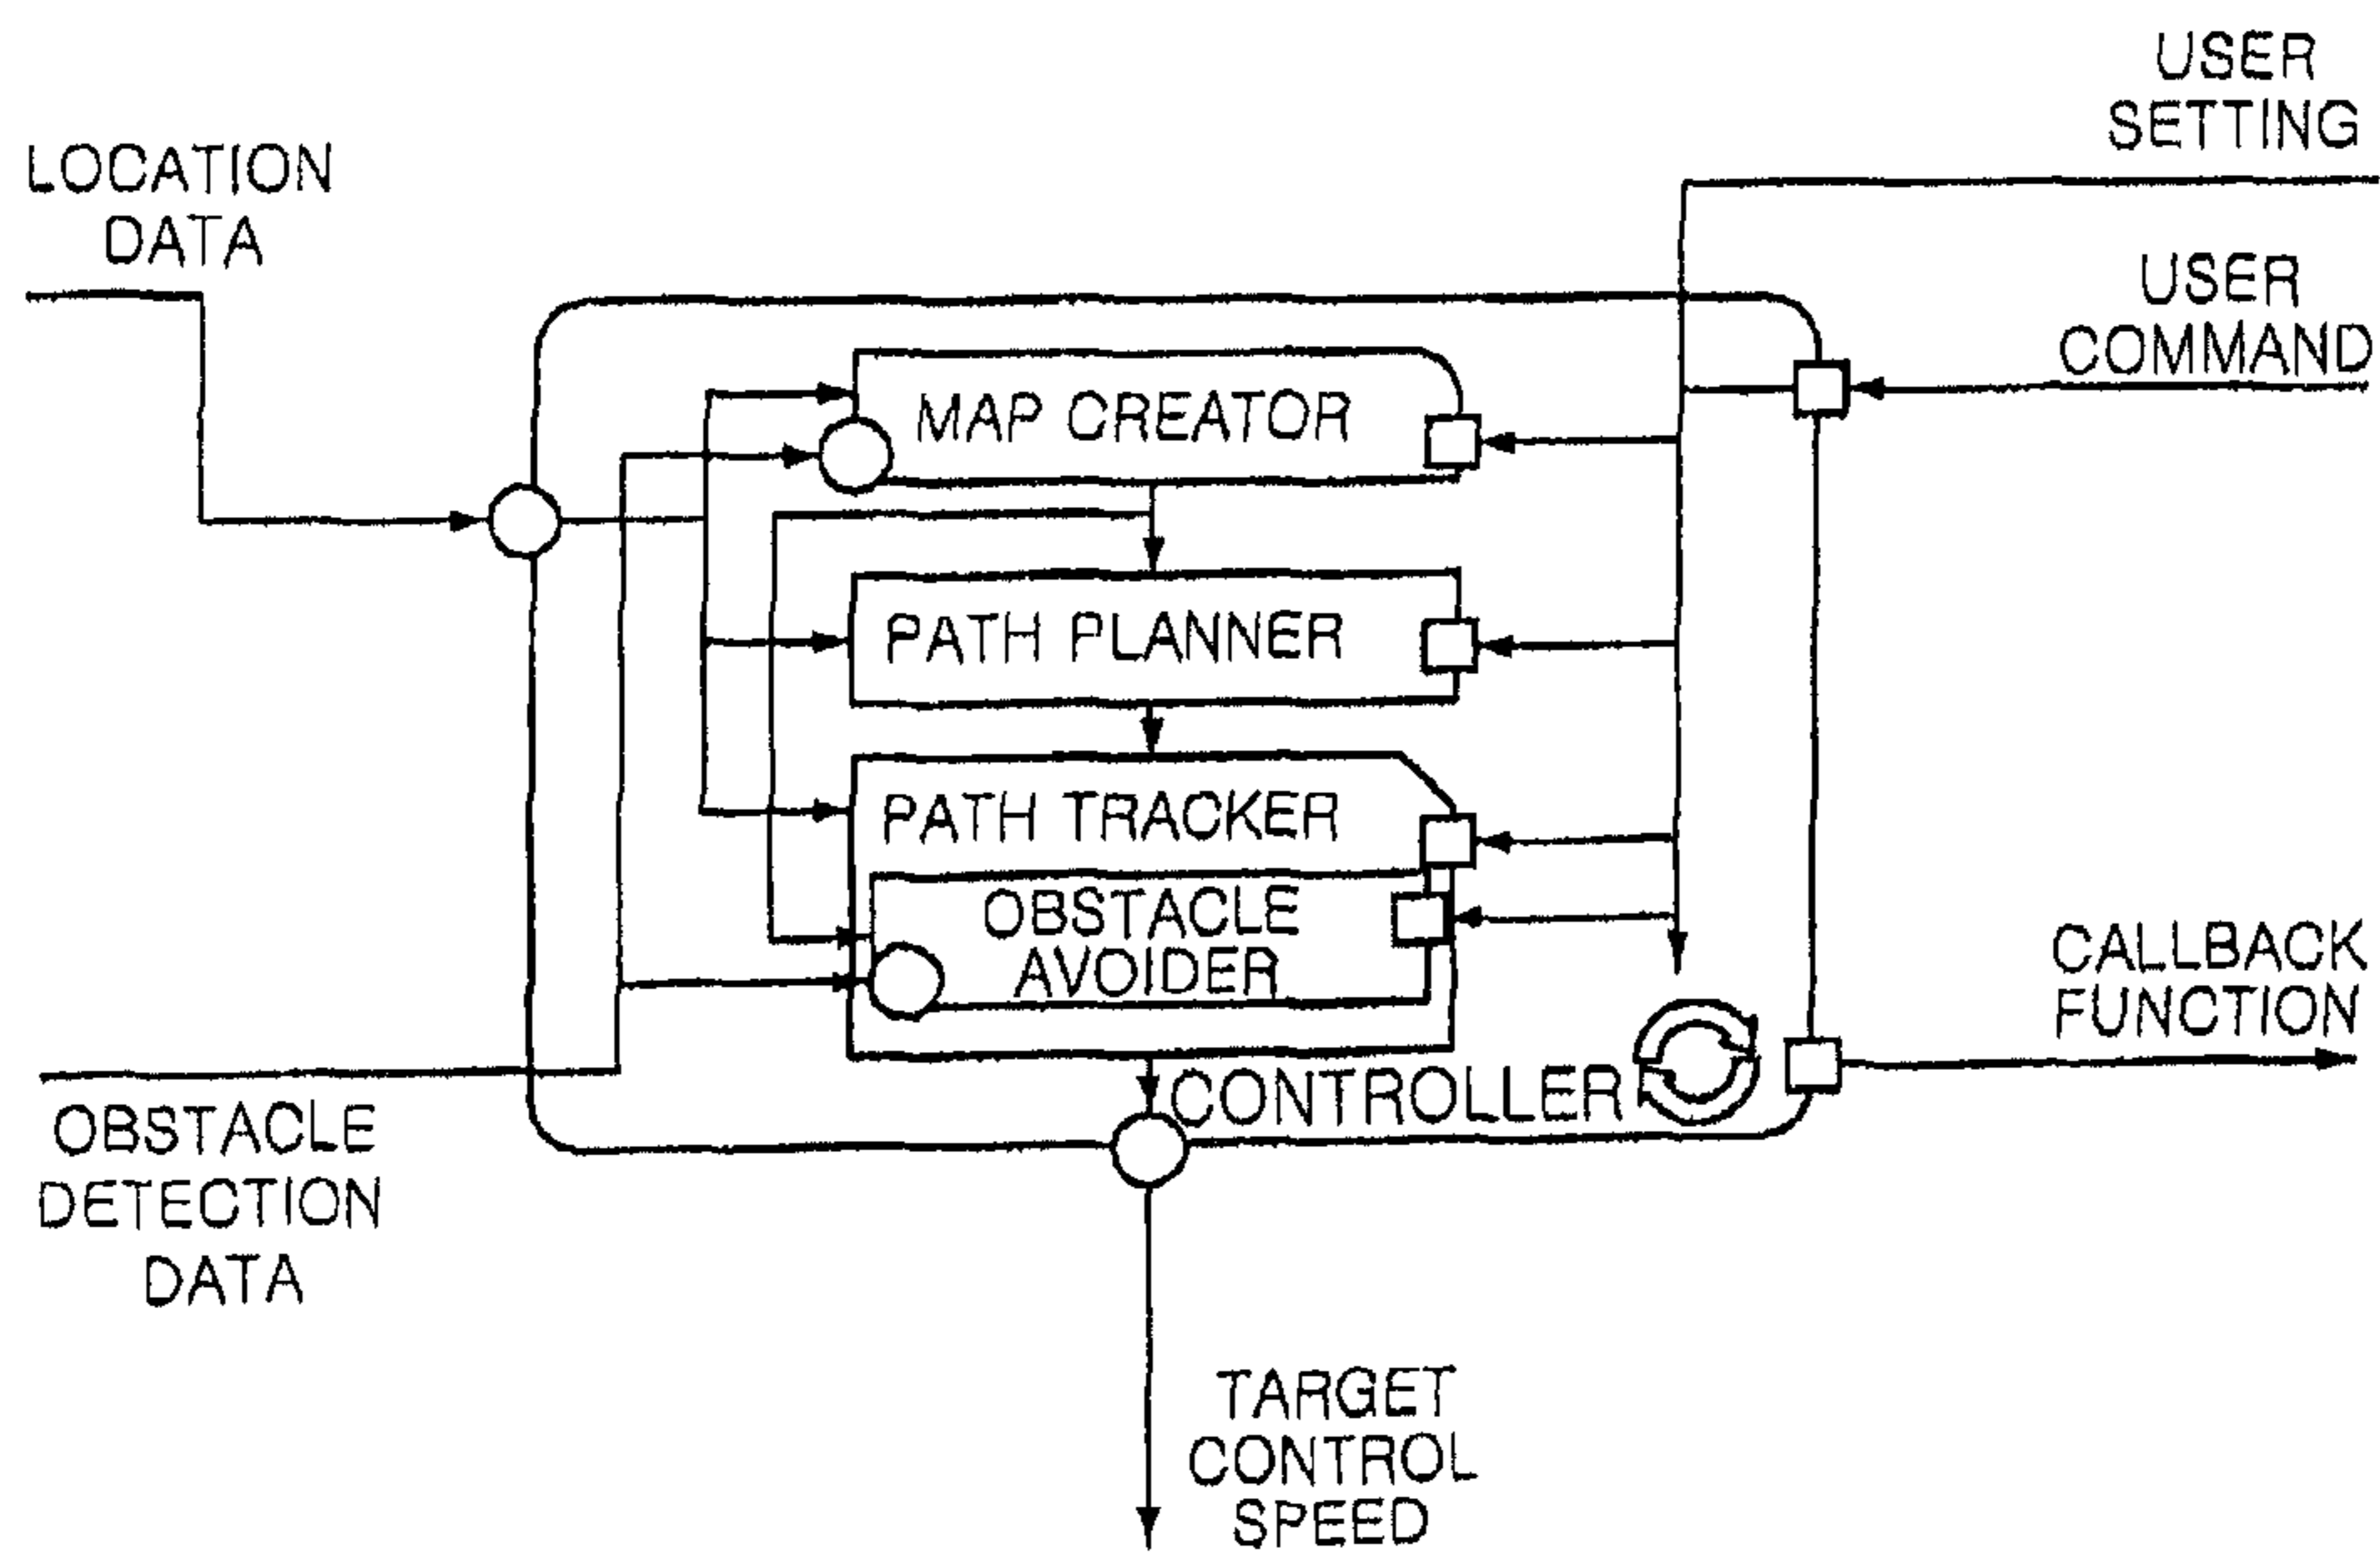 USER
SETTING
LOCATION
DATA
USER
COMMAND
MAP CREATOR
PATH PLANNER
PATH TRACKER
OBSTACLE
AVOIDER
CALLBACK
FUNCTION
CONTROLLER
OBSTACLE
DETECTION
DATA
TARGET
CONTROL
SPEED